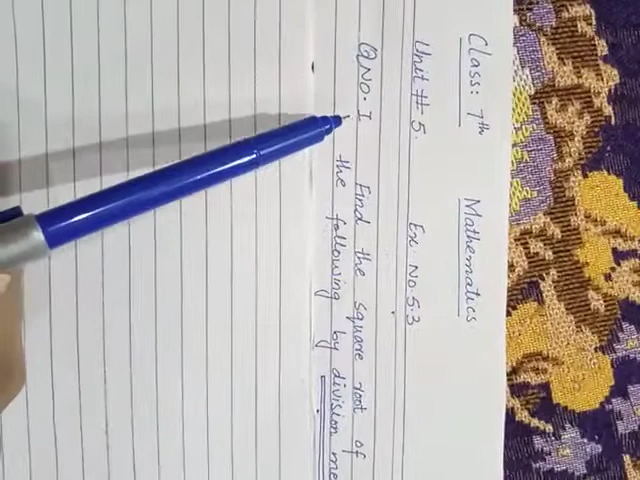 Class: 7th Mathematics
Unit # 5. Ex. No. 5.3
Q No. I Find the square root of
the following by division me